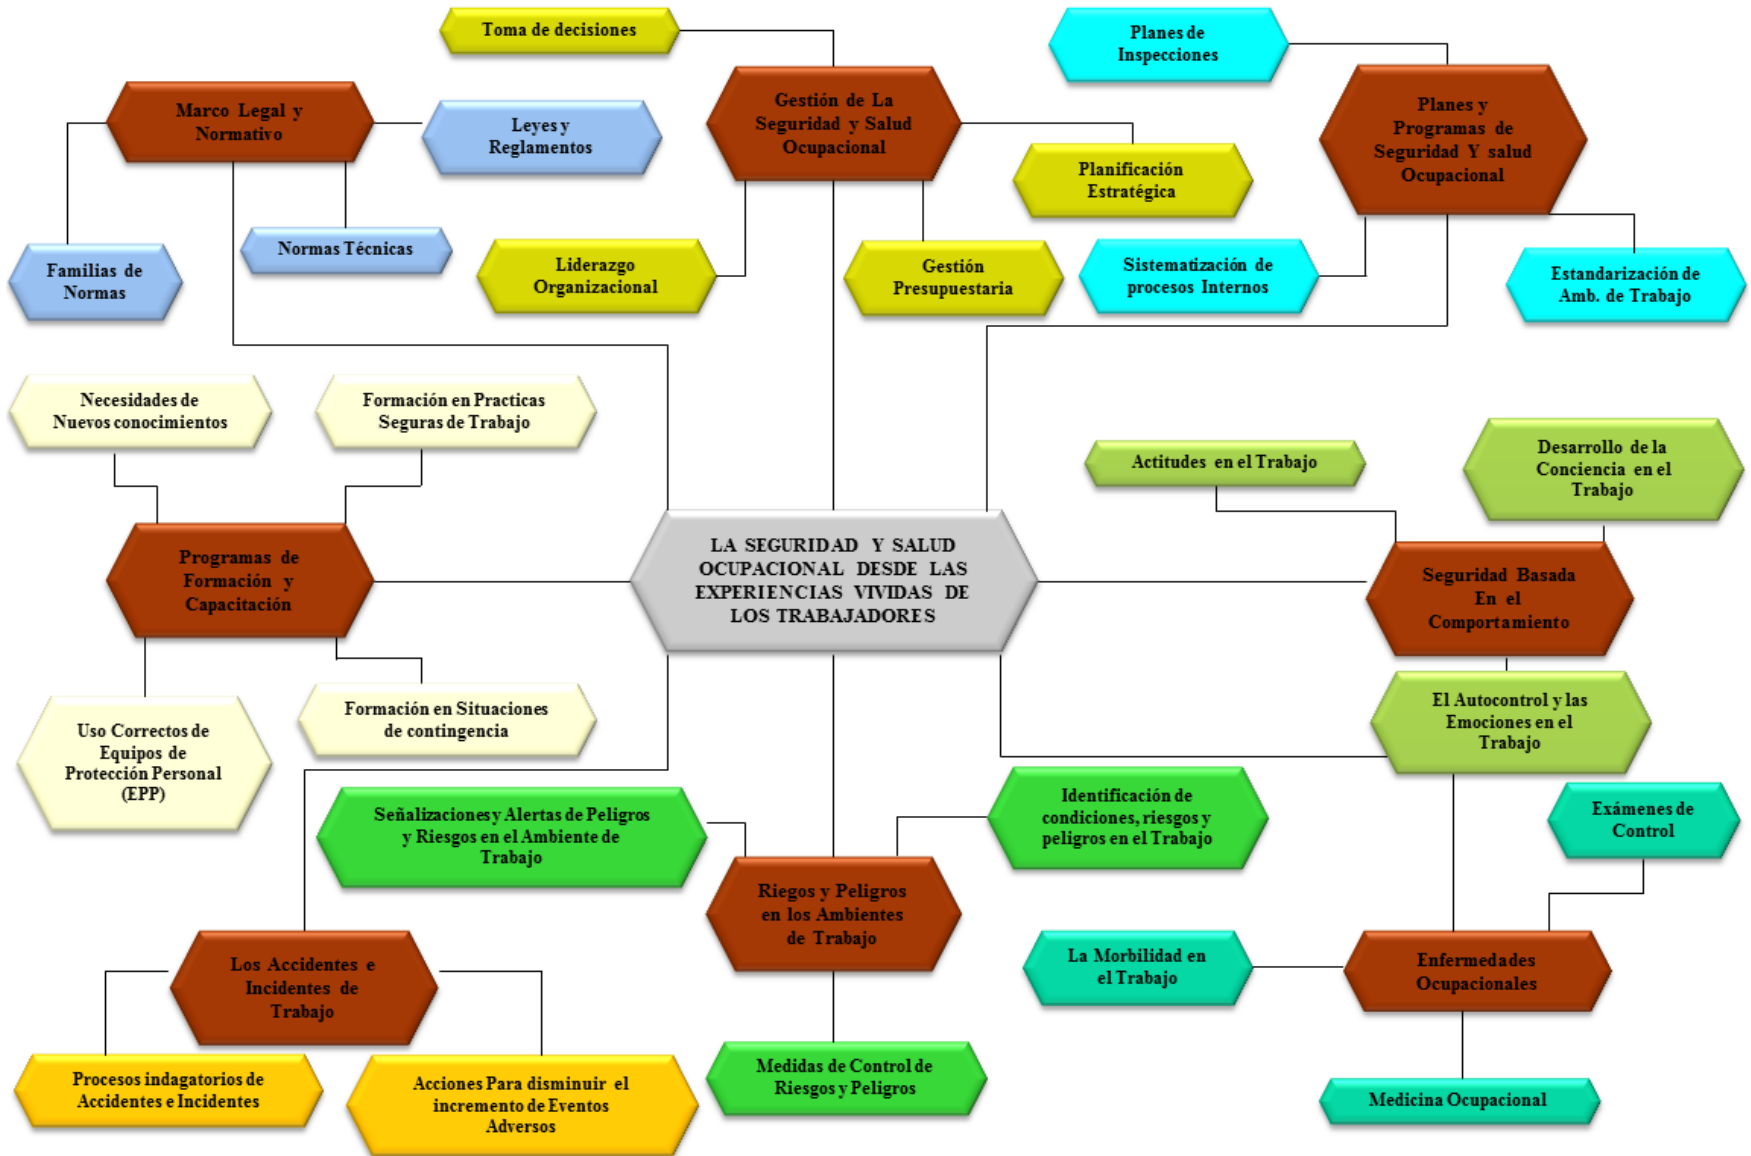 Toma de decisiones
Planes de
Inspecciones
Marco Legal y
Normativo
Leyes y
Reglamentos
Gestión de La
Seguridad y Salud
Ocupacional
Planes y
Programas de
Seguridad Y salud
Ocupacional
Planificación
Estratégica
Familias de
Normas
Normas Técnicas
Liderazgo
Organizacional
Gestión
Presupuestaria
Sistematización de
procesos Internos
Estandarización de
Amb. de Trabajo
Necesidades de
Nuevos conocimientos
Formación en Practicas
Seguras de Trabajo
Actitudes en el Trabajo
Desarrollo de la
Conciencia en el
Trabajo
Programas de
Formación y
Capacitación
LA SEGURIDAD Y SALUD
OCUPACIONAL DESDE LAS
EXPERIENCIAS VIVIDAS DE
LOS TRABAJADORES
Seguridad Basada
En el
Comportamiento
Uso Correctos de
Equipos de
Protección Personal
(EPP)
Formación en Situaciones
de contingencia
El Autocontrol y las
Emociones en el
Trabajo
Señalizaciones y Alertas de Peligros
y Riesgos en el Ambiente de
Trabajo
Identificación de
condiciones, riesgos y
peligros en el Trabajo
Exámenes de
Control
Riegos y Peligros
en los Ambientes
de Trabajo
Los Accidentes e
Incidentes de
Trabajo
La Morbilidad en
el Trabajo
Enfermedades
Ocupacionales
Procesos indagatorios de
Accidentes e Incidentes
Acciones Para disminuir el
incremento de Eventos
Adversos
Medidas de Control de
Riesgos y Peligros
Medicina Ocupacional